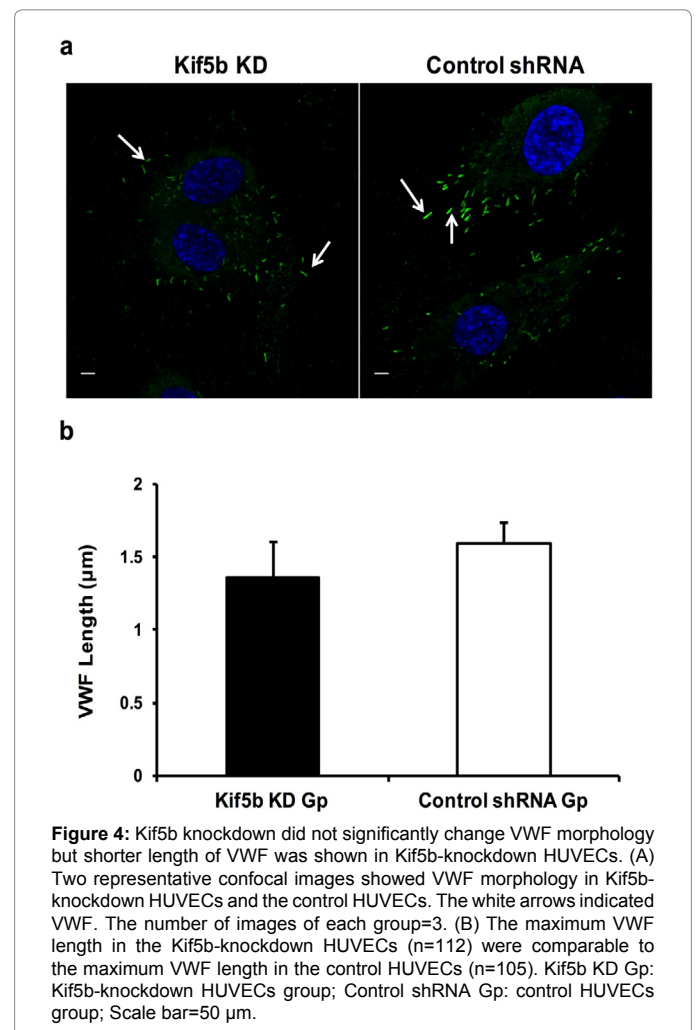 a
Kif5b KD
Control shRNA
b
2
1.5
1
0.5
0
VWF Length (µm)
Kif5b KD Gp
Control shRNA Gp
Figure 4: Kif5b knockdown did not significantly change VWF morphology
but shorter length of VWF was shown in Kif5b-knockdown HUVECs. (A)
Two representative confocal images showed VWF morphology in Kif5b-
knockdown HUVECs and the control HUVECs. The white arrows indicated
VWF. The number of images of each group=3. (B) The maximum VWF
length in the Kif5b-knockdown HUVECs (n=112) were comparable to
the maximum VWF length in the control HUVECs (n=105). Kif5b KD Gp:
Kif5b-knockdown HUVECs group; Control shRNA Gp: control HUVECs
group; Scale bar=50 µm.